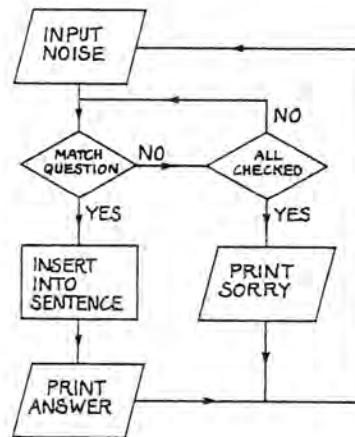 INPUT
NOISE
NO
MATCH
QUESTION
NO
ALL
CHECKED
YES
YES
INSERT
INTO
SENTENCE
PRINT
SORRY
PRINT
ANSWER